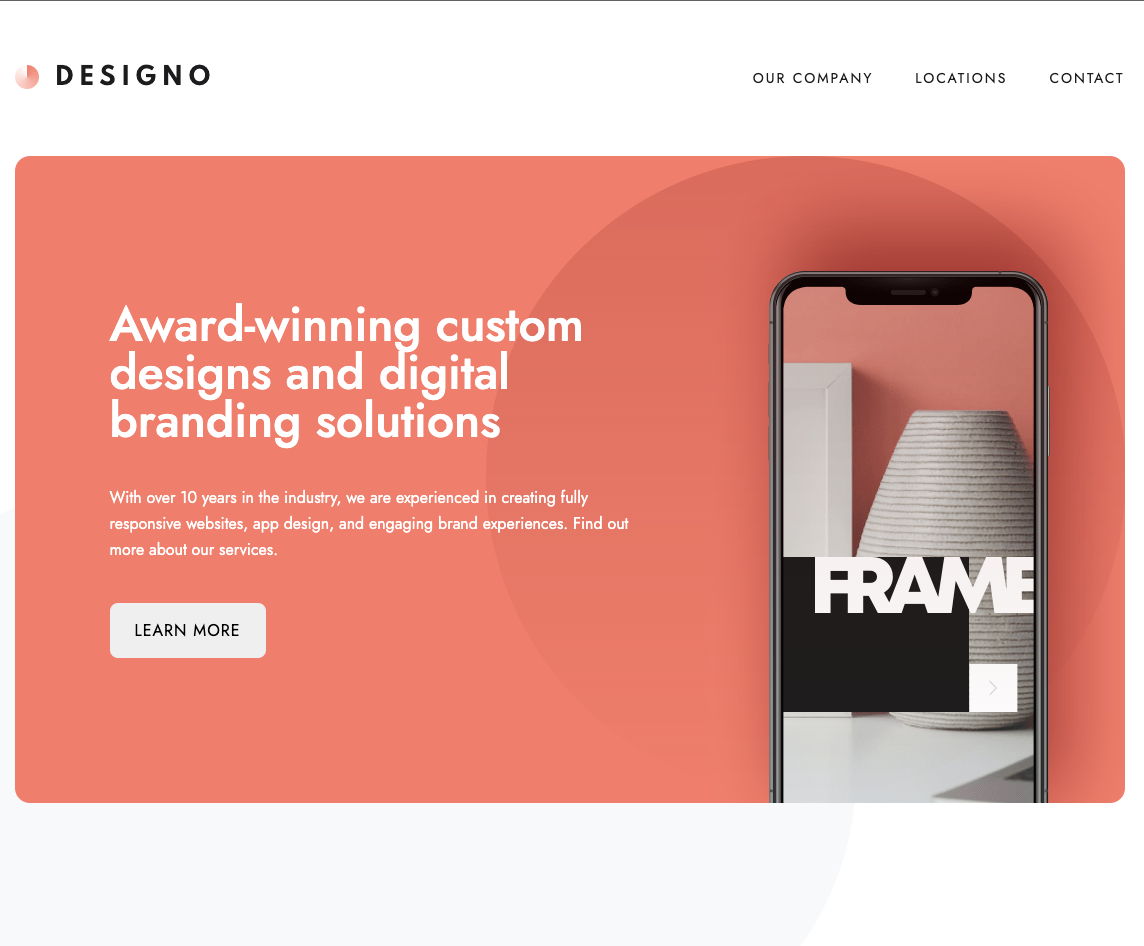 DESIGNO
OUR COMPANY LOCATIONS CONTACT
Award-winning custom
designs and digital
branding solutions
With over 10 years in the industry, we are experienced in creating fully
responsive websites, app design, and engaging brand experiences. Find out
more about our services.
LEARN MORE
FRAME